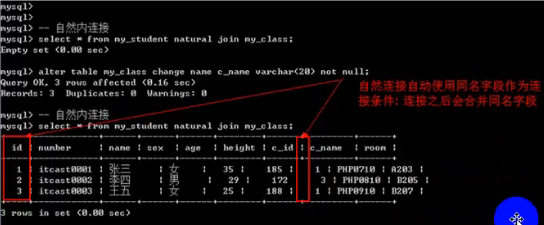 mysql>
mysql>
mysql> -- 自然内连接
mysql> select * from my_student natural join my_class;
Empty set (0.00 sec)
mysql> alter table my_class change name c_name varchar(20) not null;
Query OK, 3 rows affected (0.16 sec)
Records: 3 Duplicates: 0 Warnings: 0
自然连接自动使用同名字段作为连
接条件: 连接之后会合并同名字段
mysql> -- 自然内连接
mysql> select * from my_student natural join my_class;
| id | number | name | sex | age | height | c_id | c_name | room |
| 1 | itcast0001 | 张三 | 女 | 35 | 185 | 1 | PHP0710 | A203 |
| 2 | itcast0002 | 李四 | 男 | 29 | 172 | 3 | PHP0810 | B205 |
| 3 | itcast0003 | 王五 | 女 | 25 | 188 | 1 | PHP0910 | B207 |
3 rows in set (0.00 sec)